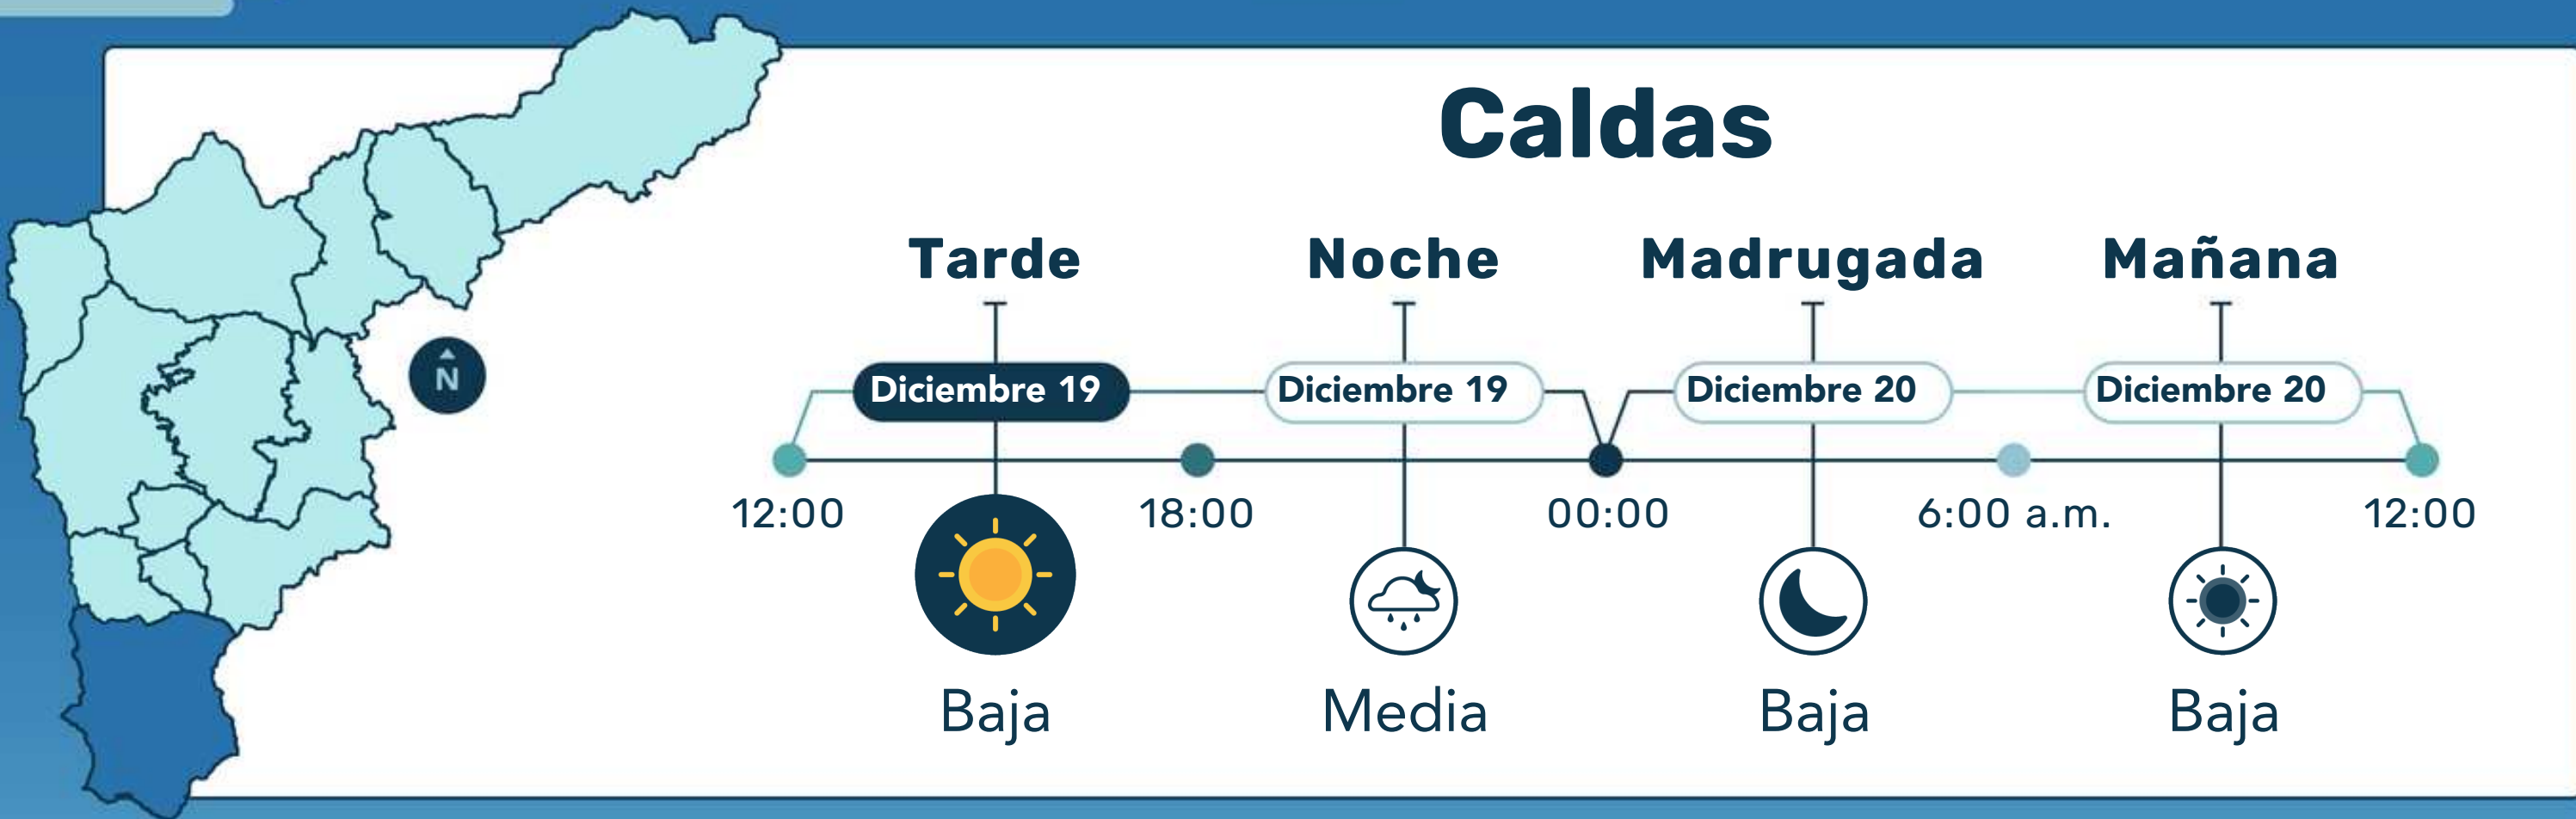 Caldas
Tarde Noche Madrugada Mañana
N
Diciembre 19 Diciembre 19 Diciembre 20 Diciembre 20
12:00 18:00 00:00 6:00 a.m. 12:00
Baja Media Baja Baja